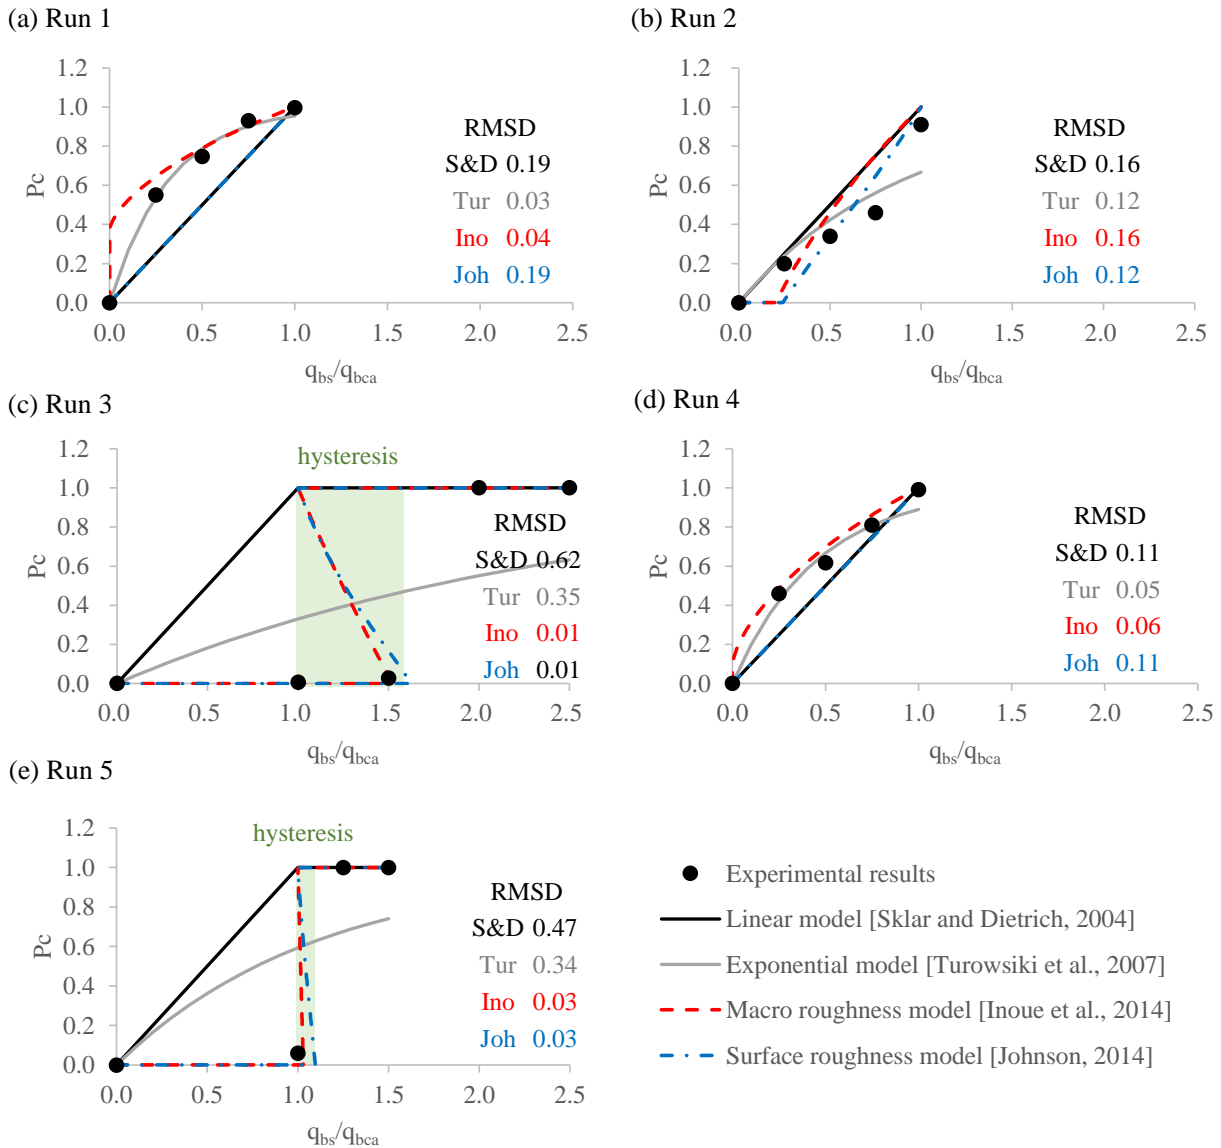 (a) Run 1
1.2
1.0
0.8
0.6
0.4
0.2
0.0
Pc
0.0 0.5 1.0 1.5 2.0 2.5
qbs/qbca
RMSD
S&D 0.19
Tur 0.03
Ino 0.04
Joh 0.19
(b) Run 2
1.2
1.0
0.8
0.6
0.4
0.2
0.0
Pc
0.0 0.5 1.0 1.5 2.0 2.5
qbs/qbca
RMSD
S&D 0.16
Tur 0.12
Ino 0.16
Joh 0.12
(c) Run 3
hysteresis
1.2
1.0
0.8
0.6
0.4
0.2
0.0
Pc
0.0 0.5 1.0 1.5 2.0 2.5
qbs/qbca
RMSD
S&D 0.62
Tur 0.35
Ino 0.01
Joh 0.01
(d) Run 4
1.2
1.0
0.8
0.6
0.4
0.2
0.0
Pc
0.0 0.5 1.0 1.5 2.0 2.5
qbs/qbca
RMSD
S&D 0.11
Tur 0.05
Ino 0.06
Joh 0.11
(e) Run 5
hysteresis
1.2
1.0
0.8
0.6
0.4
0.2
0.0
Pc
0.0 0.5 1.0 1.5 2.0 2.5
qbs/qbca
RMSD
S&D 0.47
Tur 0.34
Ino 0.03
Joh 0.03
Experimental results
Linear model [Sklar and Dietrich, 2004]
Exponential model [Turowsiki et al., 2007]
Macro roughness model [Inoue et al., 2014]
Surface roughness model [Johnson, 2014]